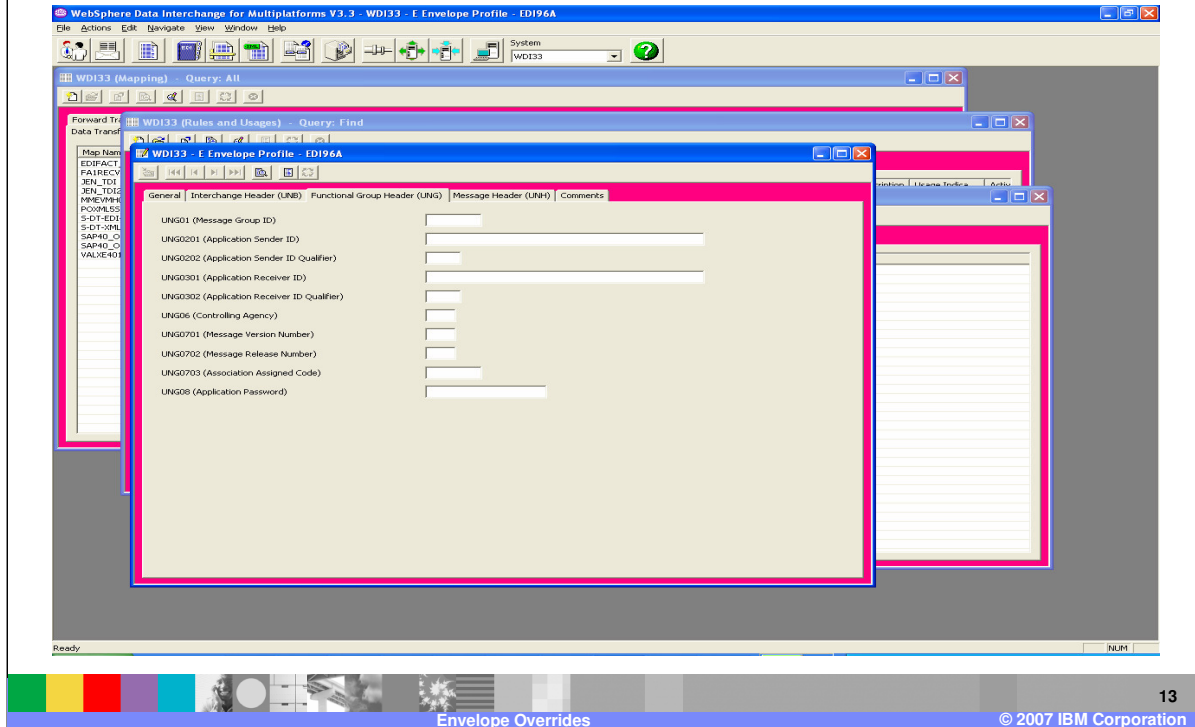 WebSphere Data Interchange for Multiplatforms V3.3 - WDI33 - E Envelope Profile - EDI96A
File Actions Edit Navigate View Window Help
System
WDI33
WDI33 (Mapping) - Query: All
Forward Tr
Data Transf
WDI33 (Rules and Usages) - Query: Find
Map Nam
EDIFACT_
FA1RECV
JEN_TDI
JEN_TDI2
S-DT-EDI
S-DT-XML
SAP40_O
SAP40_O
VALXE401
Usage Indica
Activ
WDI33 - E Envelope Profile - EDI96A
General
Interchange Header (UNB)
Functional Group Header (UNG)
Message Header (UNH)
Comments
UNG01 (Message Group ID)
UNG0201 (Application Sender ID)
UNG0202 (Application Sender ID Qualifier)
UNG0301 (Application Receiver ID)
UNG0302 (Application Receiver ID Qualifier)
UNG06 (Controlling Agency)
UNG0701 (Message Version Number)
UNG0702 (Message Release Number)
UNG0703 (Association Assigned Code)
UNG08 (Application Password)
Ready
NUM
13
Envelope Overrides
© 2007 IBM Corporation